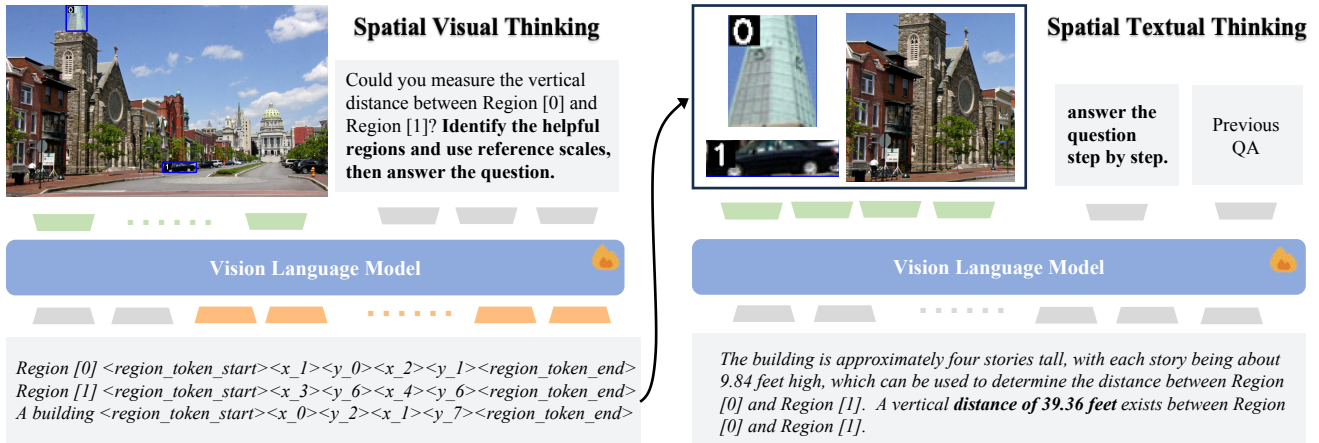 0
1
Spatial Visual Thinking
Could you measure the vertical
distance between Region [0] and
Region [1]? Identify the helpful
regions and use reference scales,
then answer the question.
Vision Language Model
Region [0] <region_token_start><x_1><y_0><x_2><y_1><region_token_end>
Region [1] <region_token_start><x_3><y_6><x_4><y_6><region_token_end>
A building <region_token_start><x_0><y_2><x_1><y_7><region_token_end>
0
1
Spatial Textual Thinking
answer the
question
step by step.
Previous
QA
Vision Language Model
The building is approximately four stories tall, with each story being about
9.84 feet high, which can be used to determine the distance between Region
[0] and Region [1]. A vertical distance of 39.36 feet exists between Region
[0] and Region [1].